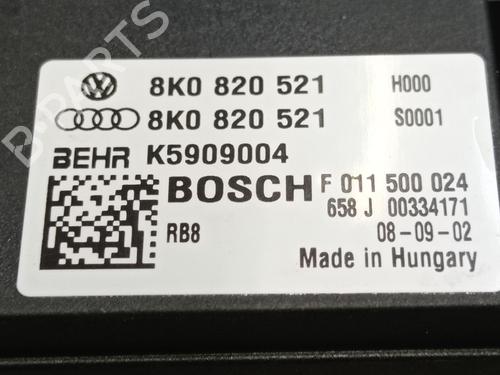 8K0 820 521 H000
8K0 820 521 S0001
BEHR K5909004
BOSCH F 011 500 024
658 J 00334171
RB8 08-09-02
Made in Hungary
B-PARTS